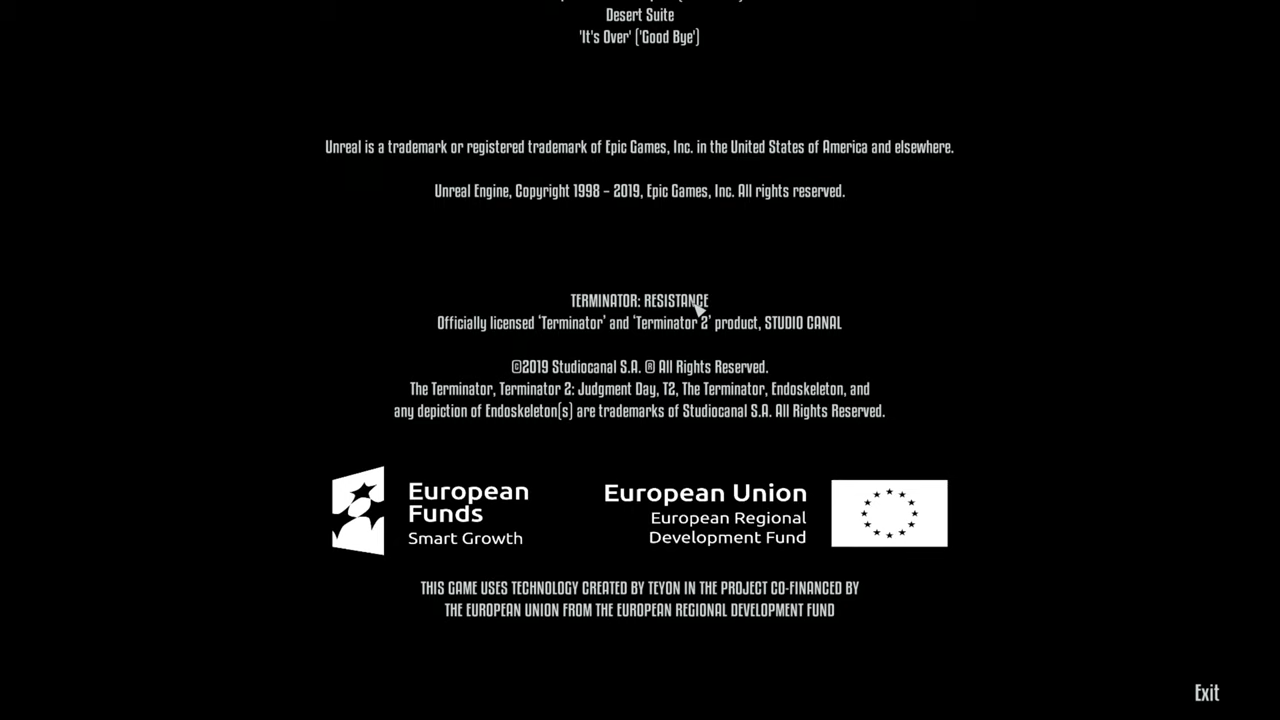 Desert Suite
'It's Over' ('Good Bye')
Unreal is a trademark or registered trademark of Epic Games, Inc. in the United States of America and elsewhere.
Unreal Engine, Copyright 1998 – 2019, Epic Games, Inc. All rights reserved.
TERMINATOR: RESISTANCE
Officially licensed ‘Terminator’ and ‘Terminator 2’ product, STUDIO CANAL
©2019 Studiocanal S.A. ® All Rights Reserved.
The Terminator, Terminator 2: Judgment Day, T2, The Terminator, Endoskeleton, and
any depiction of Endoskeleton(s) are trademarks of Studiocanal S.A. All Rights Reserved.
European
Funds
Smart Growth
European Union
European Regional
Development Fund
THIS GAME USES TECHNOLOGY CREATED BY TEYON IN THE PROJECT CO-FINANCED BY
THE EUROPEAN UNION FROM THE EUROPEAN REGIONAL DEVELOPMENT FUND
Exit